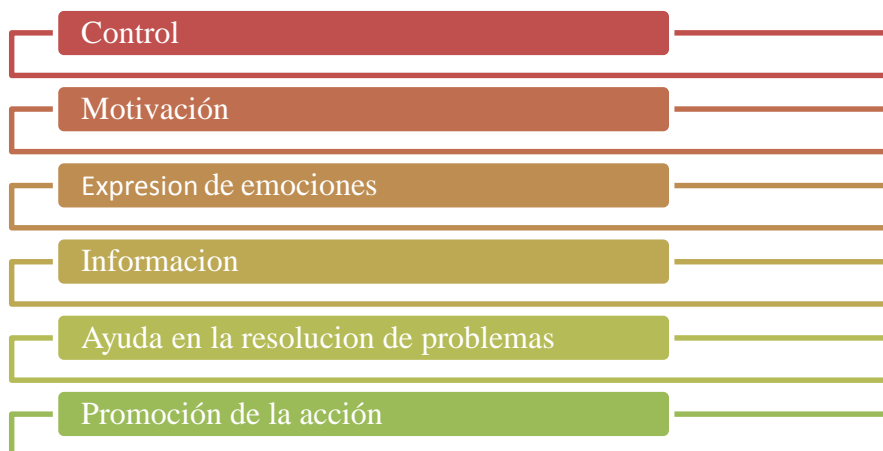 Control
Motivación
Expresion de emociones
Informacion
Ayuda en la resolucion de problemas
Promoción de la acción